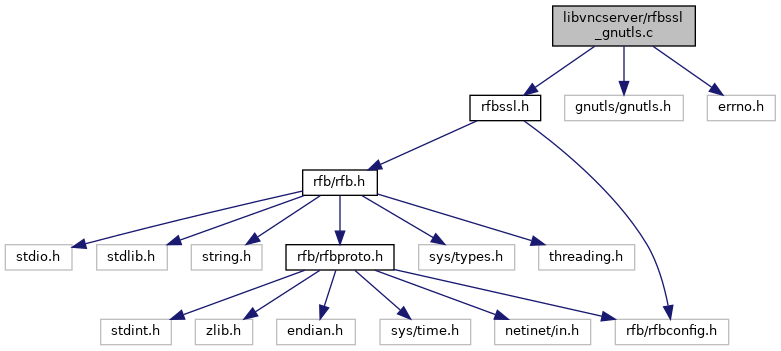 libvncserver/rfbssl
_gnutls.c
rfbssl.h
gnutls/gnutls.h
errno.h
rfb/rfb.h
stdio.h
stdlib.h
string.h
rfb/rfbproto.h
sys/types.h
threading.h
stdint.h
zlib.h
endian.h
sys/time.h
netinet/in.h
rfb/rfbconfig.h